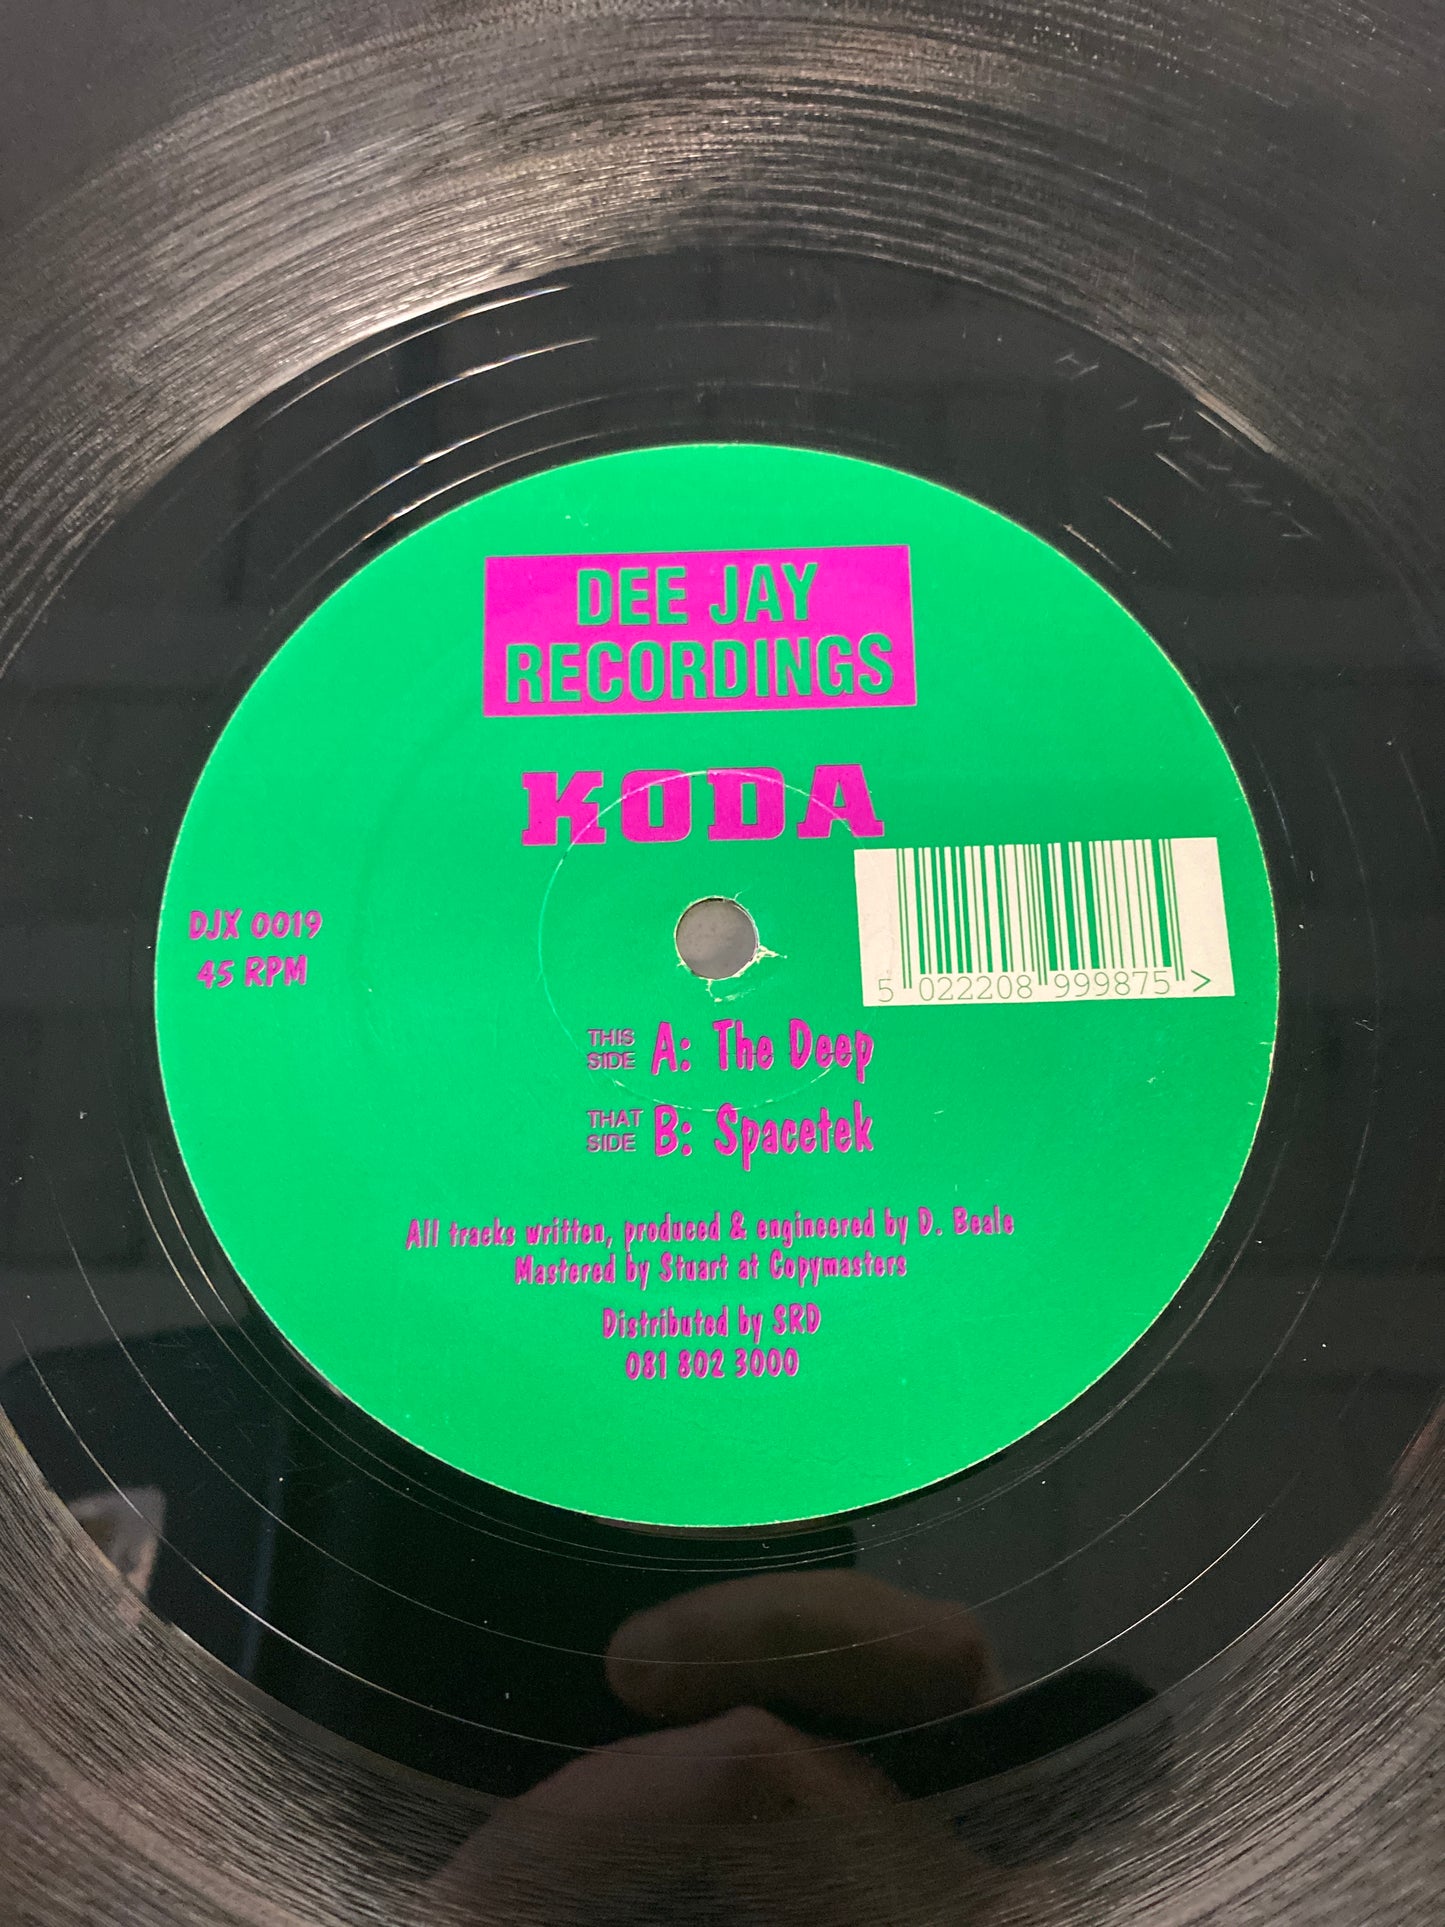 DEE JAY
RECORDINGS
KODA
DJX 0019
45 RPM
5 022208 999875 >
THIS SIDE A: The Deep
THAT SIDE B: Spacetek
All tracks written, produced & engineered by D. Beale
Mastered by Stuart at Copymasters
Distributed by SRD
081 802 3000